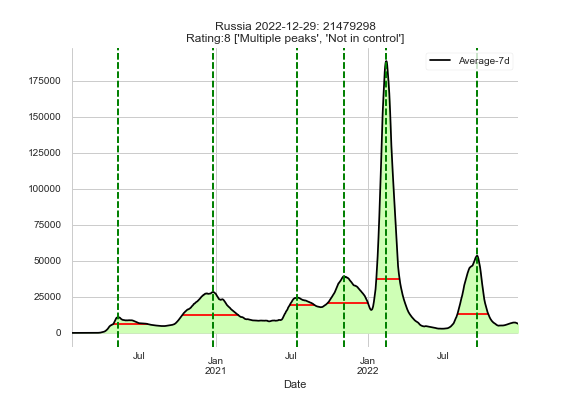 Russia 2022-12-29: 21479298
Rating:8 ['Multiple peaks', 'Not in control']
Average-7d
175000
150000
125000
100000
75000
50000
25000
0
Jul Jan Jul Jan Jul
2021 2022
Date